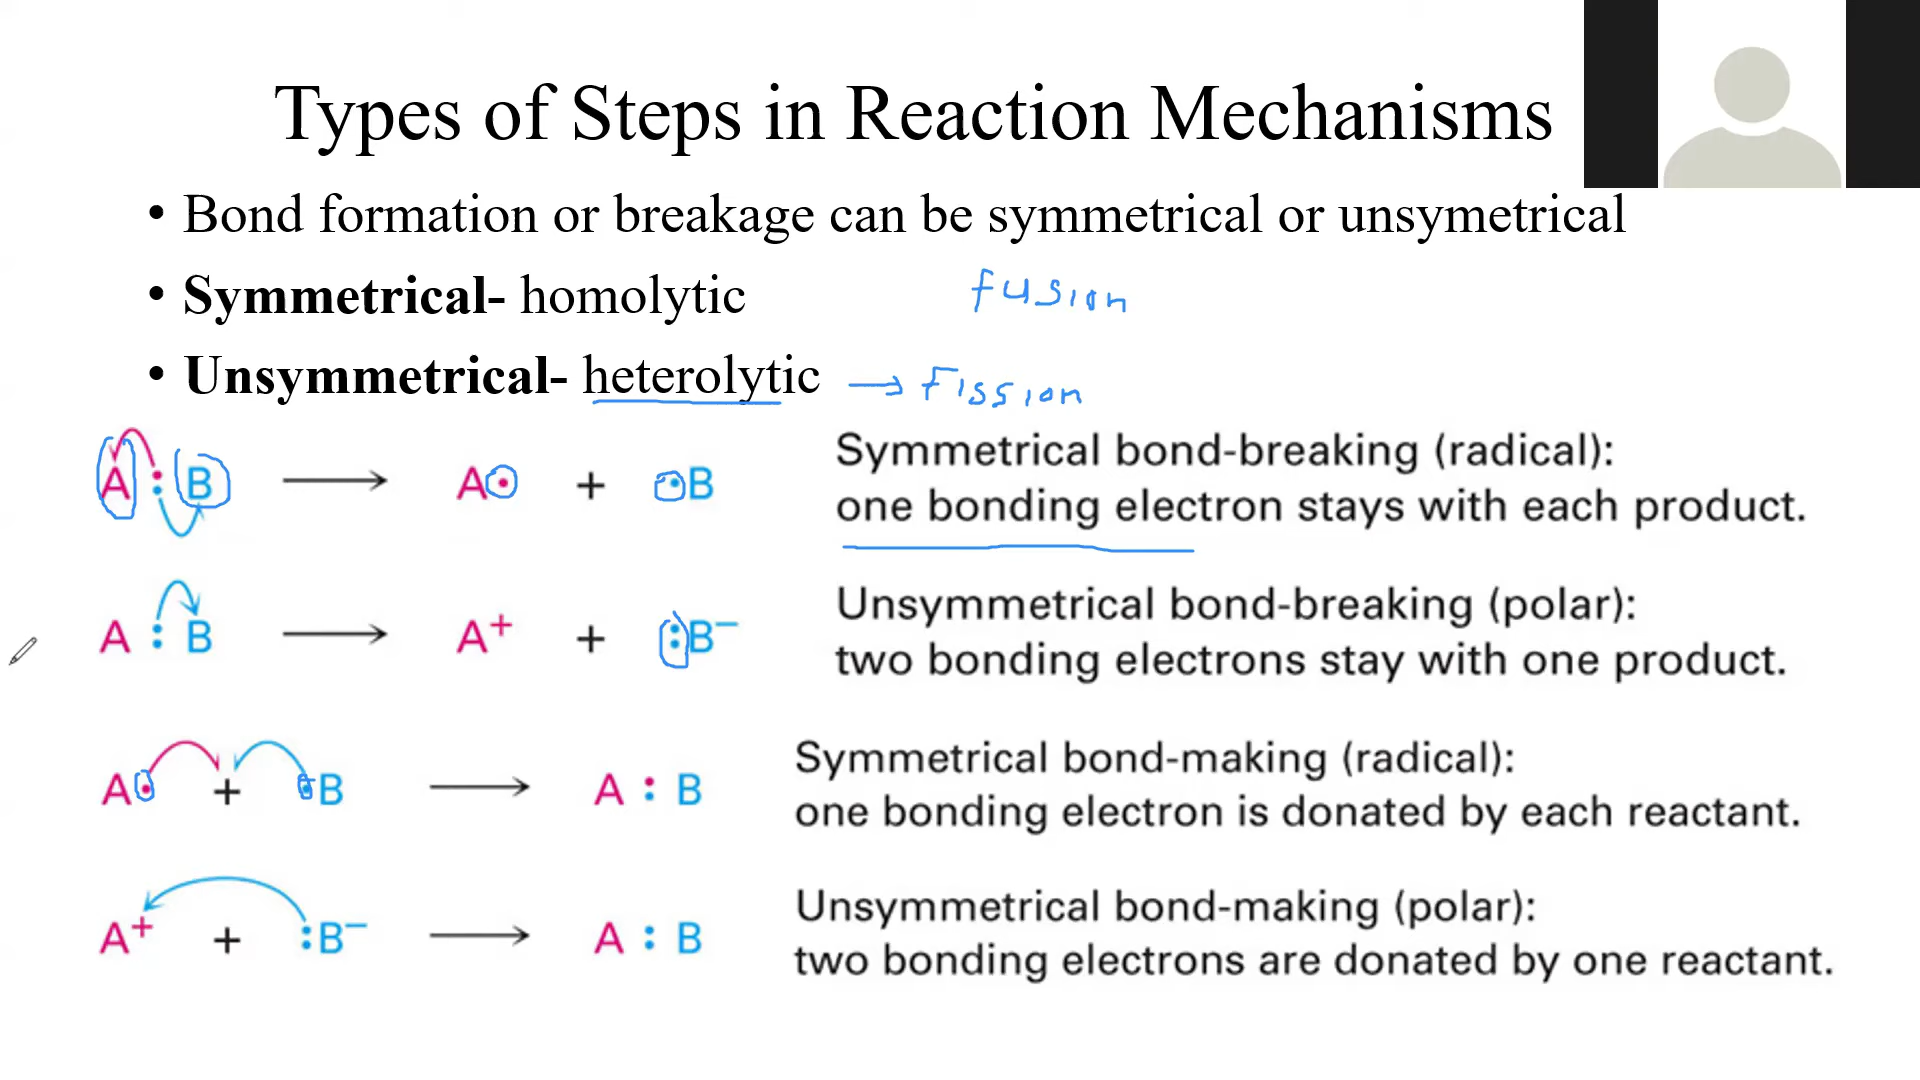 Types of Steps in Reaction Mechanisms
• Bond formation or breakage can be symmetrical or unsymetrical
• Symmetrical- homolytic
fusion
• Unsymmetrical- heterolytic → Fission
A : B ⟶ A• + •B
Symmetrical bond-breaking (radical):
one bonding electron stays with each product.
A : B ⟶ A+ + :B−
Unsymmetrical bond-breaking (polar):
two bonding electrons stay with one product.
A• + •B ⟶ A : B
Symmetrical bond-making (radical):
one bonding electron is donated by each reactant.
A+ + :B− ⟶ A : B
Unsymmetrical bond-making (polar):
two bonding electrons are donated by one reactant.